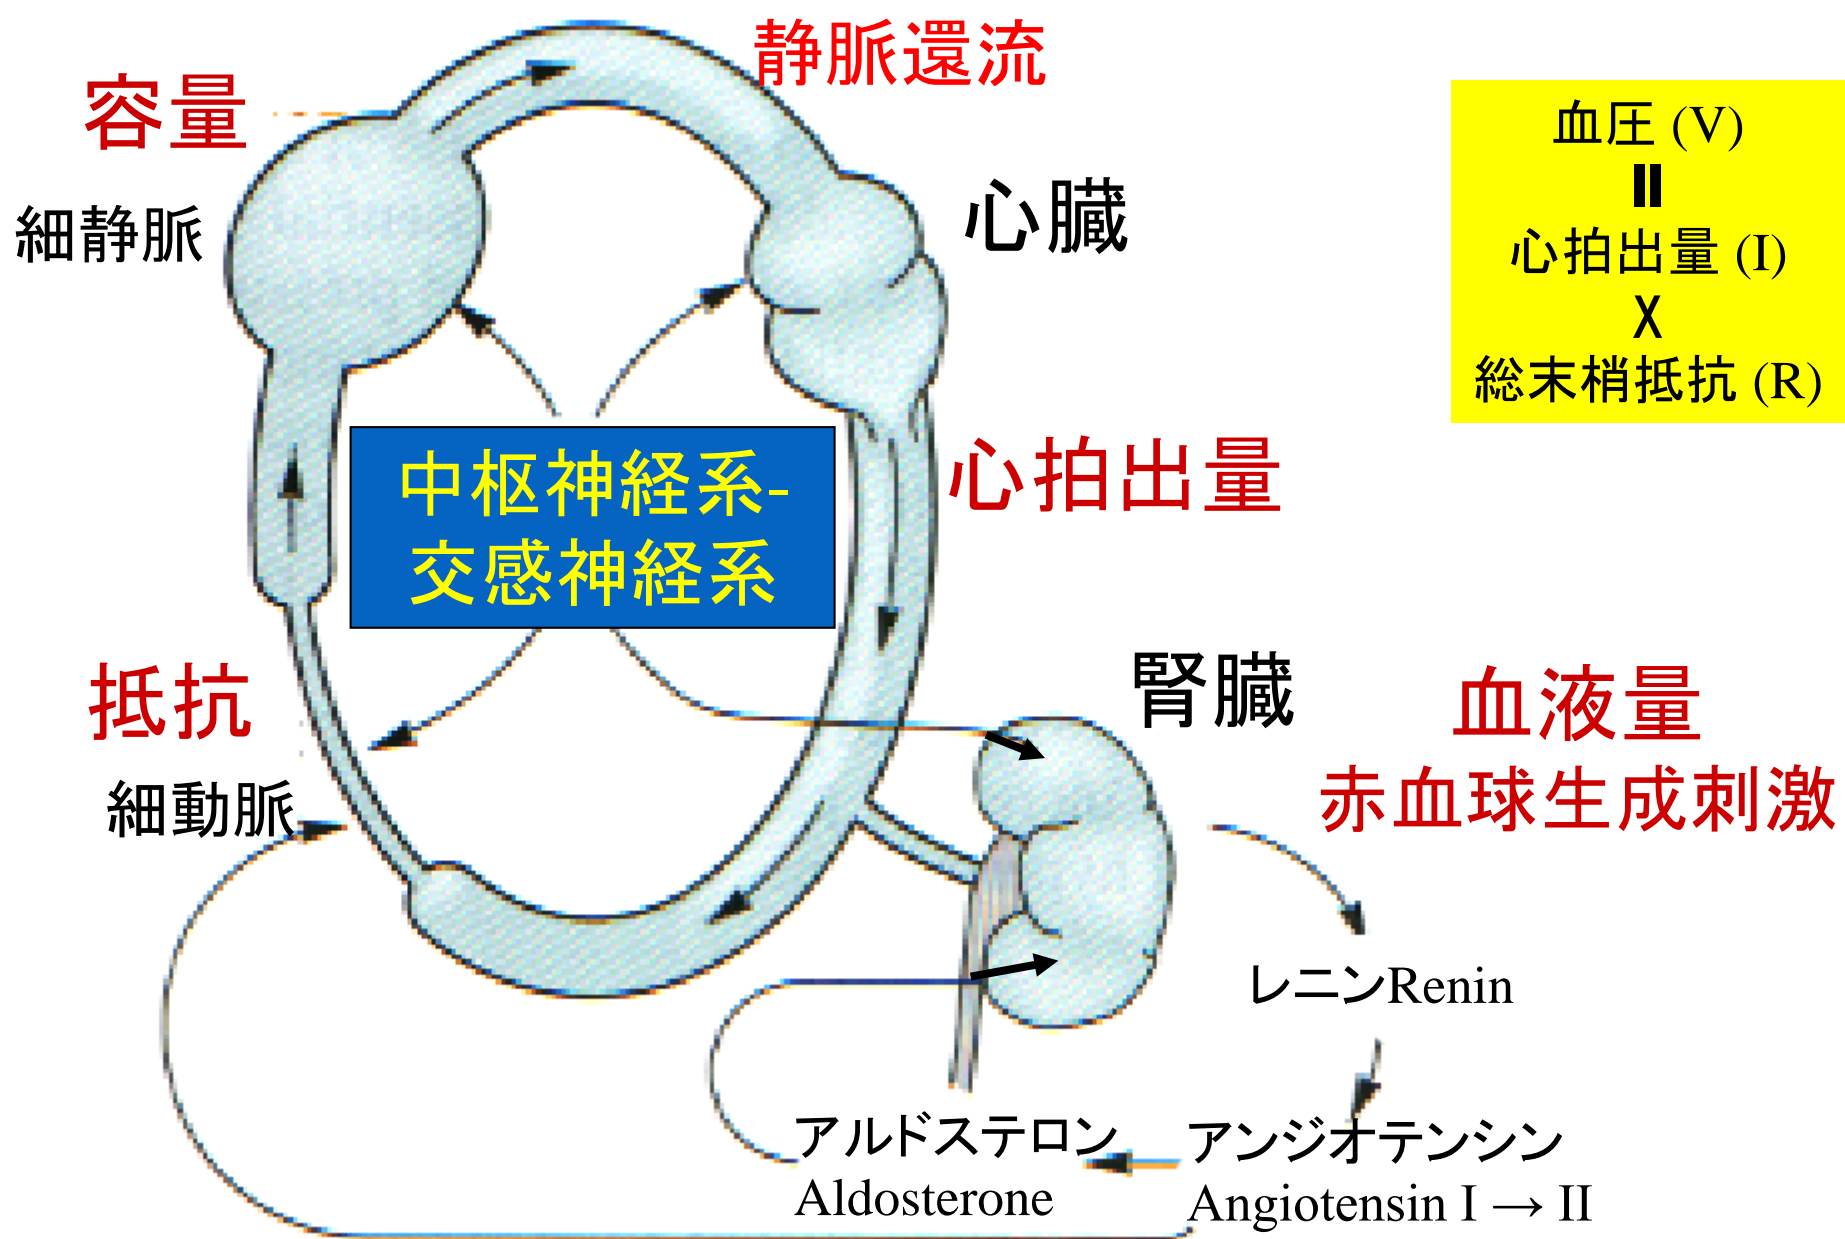 静脈還流
容量
細静脈
心臓
血圧 (V)
=
心拍出量 (I)
X
総末梢抵抗 (R)
中枢神経系-
交感神経系
心拍出量
抵抗
細動脈
腎臓
血液量
赤血球生成刺激
レニンRenin
アルドステロン
Aldosterone
アンジオテンシン
Angiotensin I → II